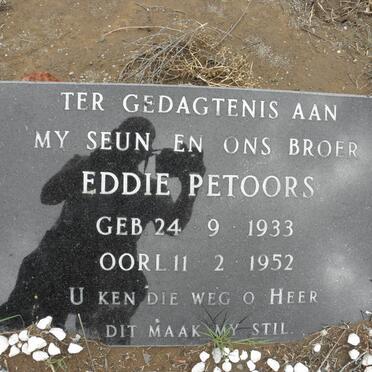 TER GEDAGTENIS AAN
MY SEUN EN ONS BROER
EDDIE PETOORS
GEB 24 9 1933
OORL 11 2 1952
U KEN DIE WEG O HEER
DIT MAAK MY STIL..